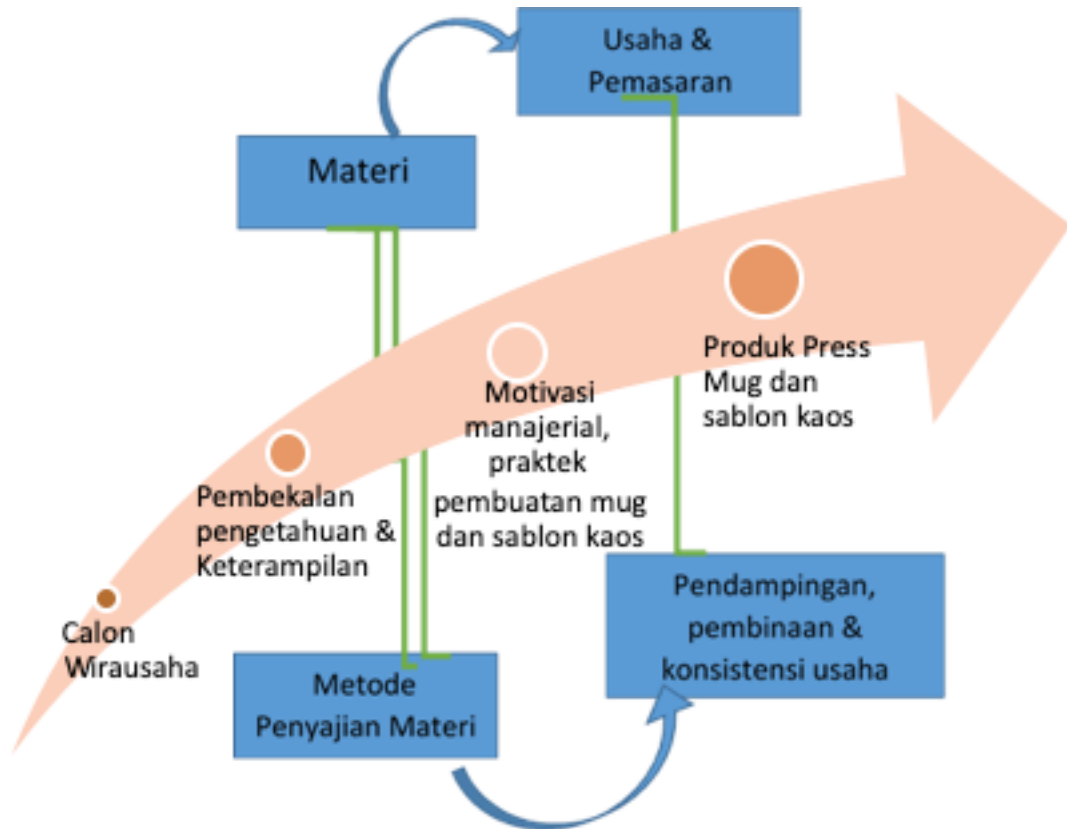 Usaha &
Pemasaran
Materi
Produk Press
Mug dan
sablon kaos
Motivasi
manajerial,
praktek
pembuatan mug
dan sablon kaos
Pembekalan
pengetahuan &
Keterampilan
Calon
Wirausaha
Metode
Penyajian Materi
Pendampingan,
pembinaan &
konsistensi usaha